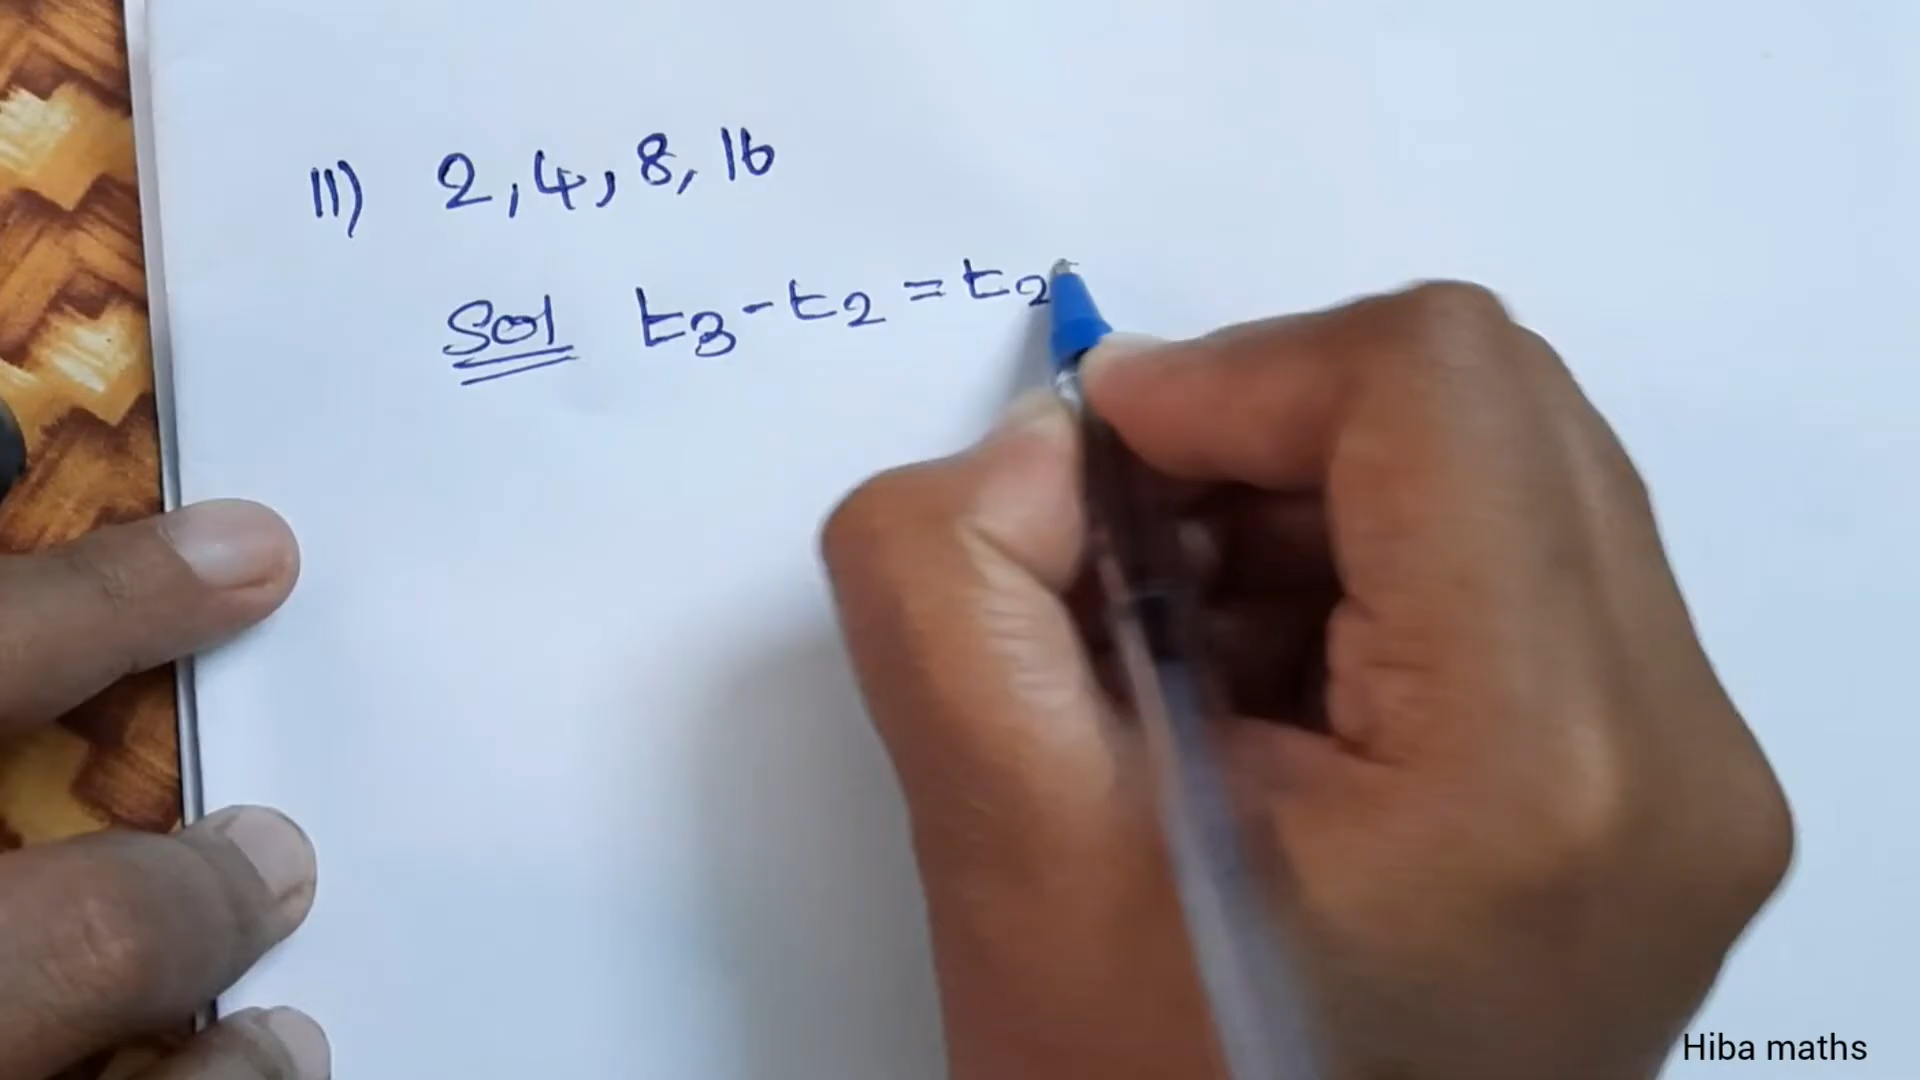 11) 2, 4, 8, 16
Sol t3 - t2 = t2
Hiba maths